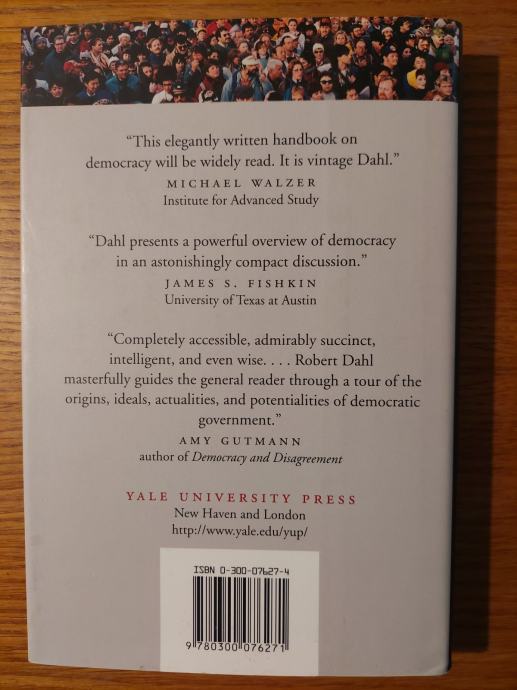 “This elegantly written handbook on
democracy will be widely read. It is vintage Dahl.”
MICHAEL WALZER
Institute for Advanced Study
“Dahl presents a powerful overview of democracy
in an astonishingly compact discussion.”
JAMES S. FISHKIN
University of Texas at Austin
“Completely accessible, admirably succinct,
intelligent, and even wise. . . . Robert Dahl
masterfully guides the general reader through a tour of the
origins, ideals, actualities, and potentialities of democratic
government.”
AMY GUTMANN
author of Democracy and Disagreement
YALE UNIVERSITY PRESS
New Haven and London
http://www.yale.edu/yup/
ISBN 0-300-07627-4
9 780300 076271